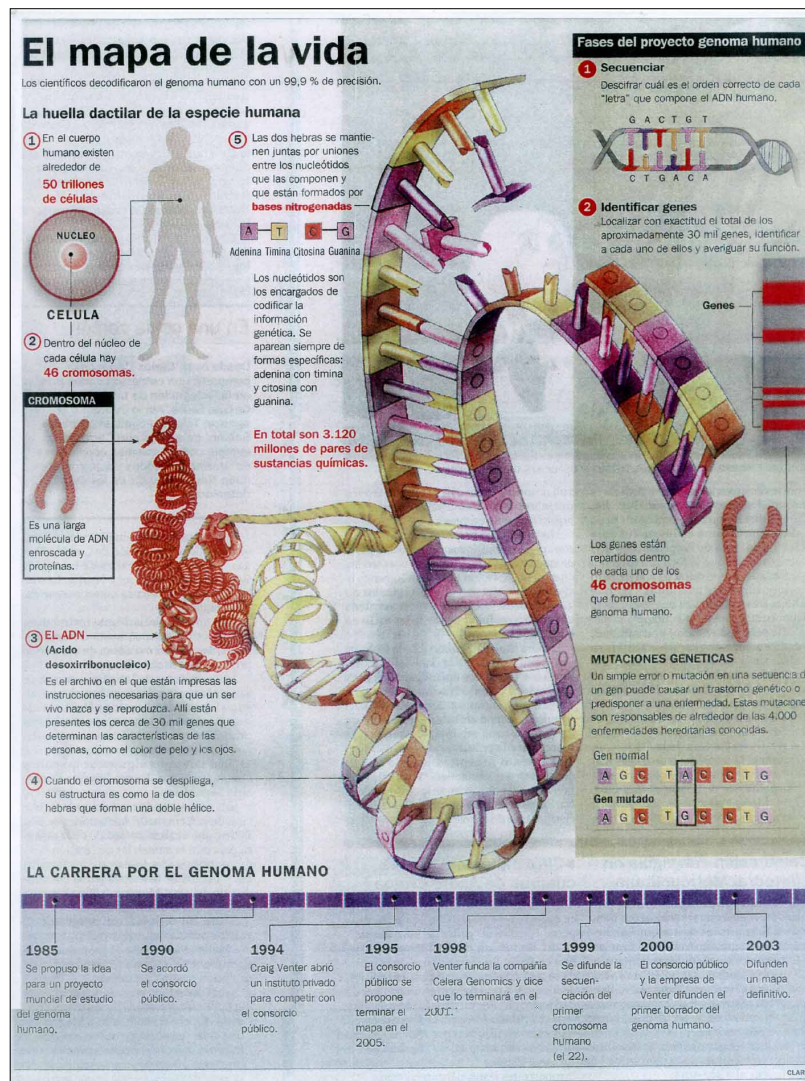 El mapa de la vida
Los científicos decodificaron el genoma humano con un 99,9 % de precisión.
La huella dactilar de la especie humana
1 En el cuerpo
humano existen
alrededor de
50 trillones
de células
NUCLEO
CELULA
2 Dentro del núcleo de
cada célula hay
46 cromosomas.
CROMOSOMA
Es una larga
molécula de ADN
enroscada y
proteínas.
3 EL ADN
(Acido
desoxirribonucleico)
Es el archivo en el que están impresas las
instrucciones necesarias para que un ser
vivo nazca y se reproduzca. Allí están
presentes los cerca de 30 mil genes que
determinan las características de las
personas, cómo el color de pelo y los ojos.
4 Cuando el cromosoma se despliega,
su estructura es como la de dos
hebras que forman una doble hélice.
5 Las dos hebras se mantie-
nen juntas por uniones
entre los nucleótidos
que las componen y
que están formados por
bases nitrogenadas
A T C G
Adenina Timina Citosina Guanina
Los nucleótidos son
los encargados de
codificar la
información
genética. Se
aparean siempre de
formas específicas:
adenina con timina
y citosina con
guanina.
En total son 3.120
millones de pares de
sustancias químicas.
Fases del proyecto genoma humano
1 Secuenciar
Descifrar cuál es el orden correcto de cada
"letra" que compone el ADN humano.
G A C T G T
C T G A C A
2 Identificar genes
Localizar con exactitud el total de los
aproximadamente 30 mil genes, identificar
a cada uno de ellos y averiguar su función.
Genes
Los genes están
repartidos dentro
de cada uno de los
46 cromosomas
que forman el
genoma humano.
MUTACIONES GENETICAS
Un simple error o mutación en una secuencia d
un gen puede causar un trastorno genético o
predisponer a una enfermedad. Estas mutacione
son responsables de alrededor de las 4.000
enfermedades hereditarias conocidas.
Gen normal
A G C T A C C T G
Gen mutado
A G C T G C C T G
LA CARRERA POR EL GENOMA HUMANO
1985
Se propuso la idea
para un proyecto
mundial de estudio
del genoma
humano.
1990
Se acordó
el consorcio
público.
1994
Craig Venter abrió
un instituto privado
para competir con
el consorcio
público.
1995
El consorcio
público se
propone
terminar el
mapa en el
2005.
1998
Venter funda la compañía
Celera Genomics y dice
que lo terminará en el
2001.
1999
Se difunde la
secuen-
ciación del
primer
cromosoma
humano
(el 22).
2000
El consorcio público
y la empresa de
Venter difunden el
primer borrador del
genoma humano.
2003
Difunden
un mapa
definitivo.
CLAR